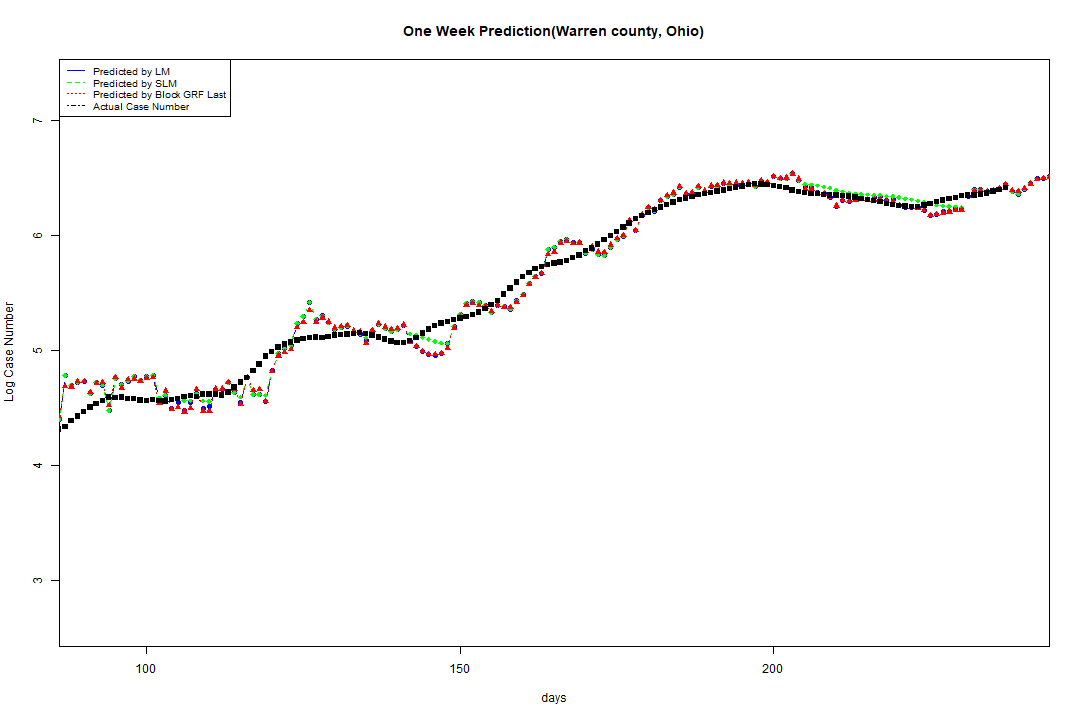 One Week Prediction(Warren county, Ohio)
Predicted by LM
Predicted by SLM
Predicted by Block GRF Last
Actual Case Number
7
6
5
4
3
Log Case Number
100 150 200
days